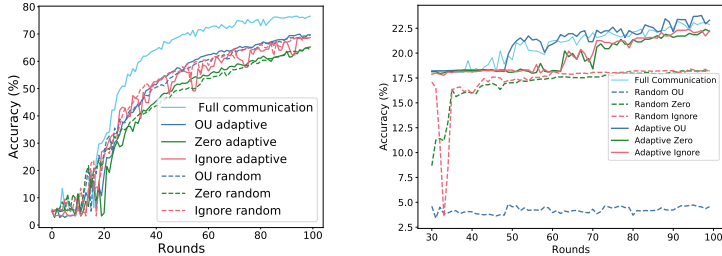 80
70
60
50
40
30
20
10
0
Accuracy (%)
0
20
40
60
80
100
Rounds
Full communication
OU adaptive
Zero adaptive
Ignore adaptive
OU random
Zero random
Ignore random
22.5
20.0
17.5
15.0
12.5
10.0
7.5
5.0
2.5
Accuracy (%)
30
40
50
60
70
80
90
100
Rounds
Full Communication
Random OU
Random Zero
Random Ignore
Adaptive OU
Adaptive Zero
Adaptive Ignore